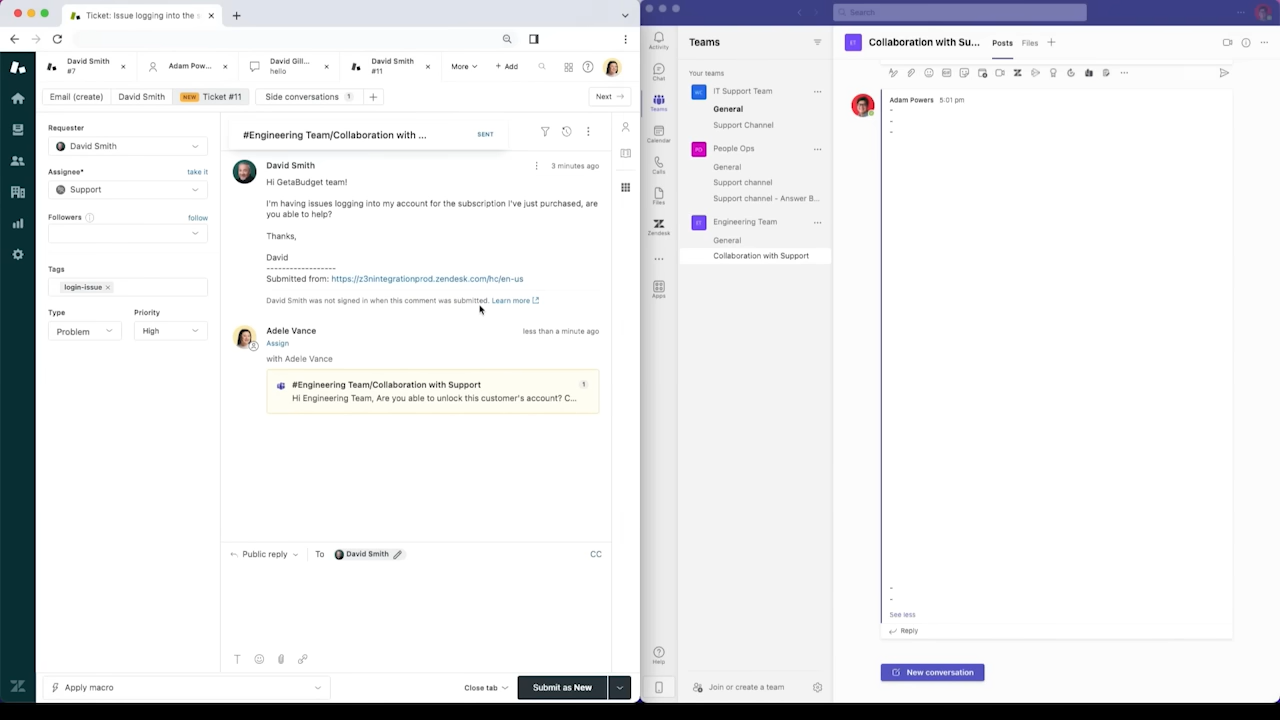 Ticket: Issue logging into the s
David Smith
#7
Adam Pow...
David Gill...
hello
David Smith
#11
More
+ Add
Email (create)
David Smith
NEW Ticket #11
Side conversations 1
Next
Requester
David Smith
Assignee*
take it
Support
Followers
follow
Tags
login-issue
Type
Priority
Problem
High
#Engineering Team/Collaboration with ...
SENT
David Smith
3 minutes ago
Hi GetaBudget team!
I'm having issues logging into my account for the subscription I've just purchased, are
you able to help?
Thanks,
David
------------------
Submitted from: https://z3nintegrationprod.zendesk.com/hc/en-us
David Smith was not signed in when this comment was submitted. Learn more
Adele Vance
less than a minute ago
Assign
with Adele Vance
#Engineering Team/Collaboration with Support
1
Hi Engineering Team, Are you able to unlock this customer's account? C...
Public reply
To
David Smith
CC
Apply macro
Close tab
Submit as New
Search
Activity
Chat
Teams
Calendar
Calls
Files
Zendesk
Apps
Help
Teams
Your teams
IT Support Team
General
Support Channel
PO
People Ops
General
Support channel
Support channel - Answer B...
ET
Engineering Team
General
Collaboration with Support
Join or create a team
ET
Collaboration with Su...
Posts
Files
Adam Powers 5:01 pm
-
-
-
-
-
See less
Reply
New conversation